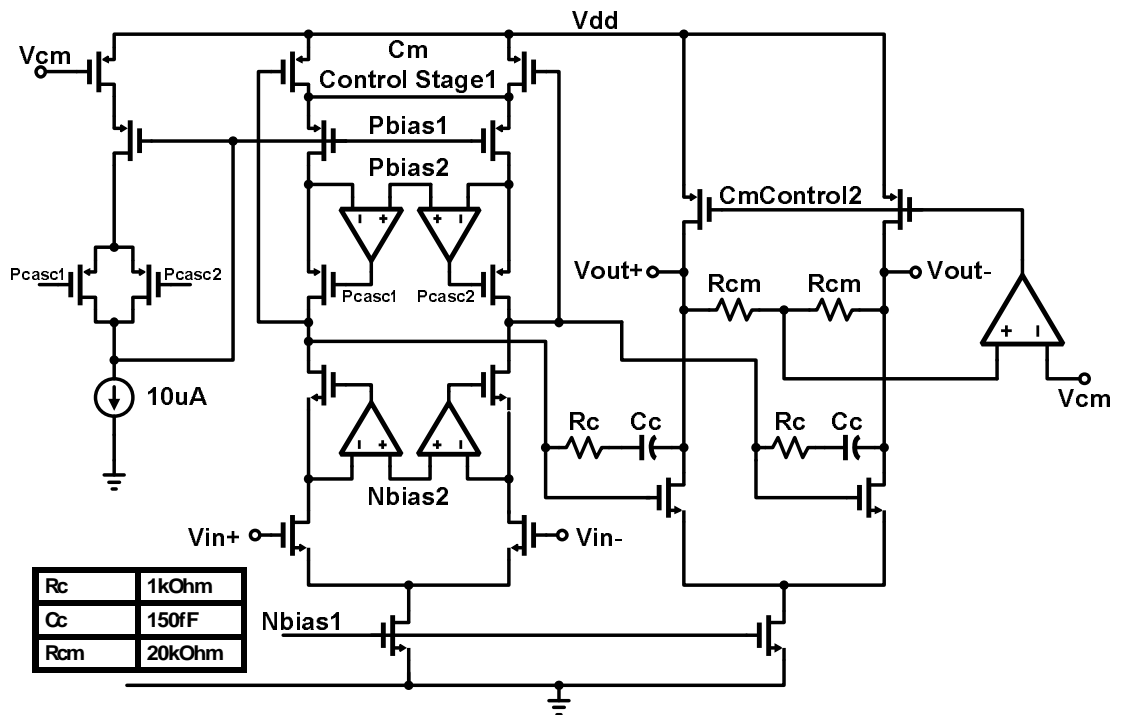 Vdd
Vcm
Cm
Control Stage1
Pbias1
Pbias2
CmControl2
Pcasc1
Pcasc2
Pcasc1
Pcasc2
Vout+
Vout-
Rcm
Rcm
10uA
Vcm
Rc
Cc
Rc
Cc
Nbias2
Vin+
Vin-
Rc 1kOhm
Cc 150fF
Rcm 20kOhm
Nbias1